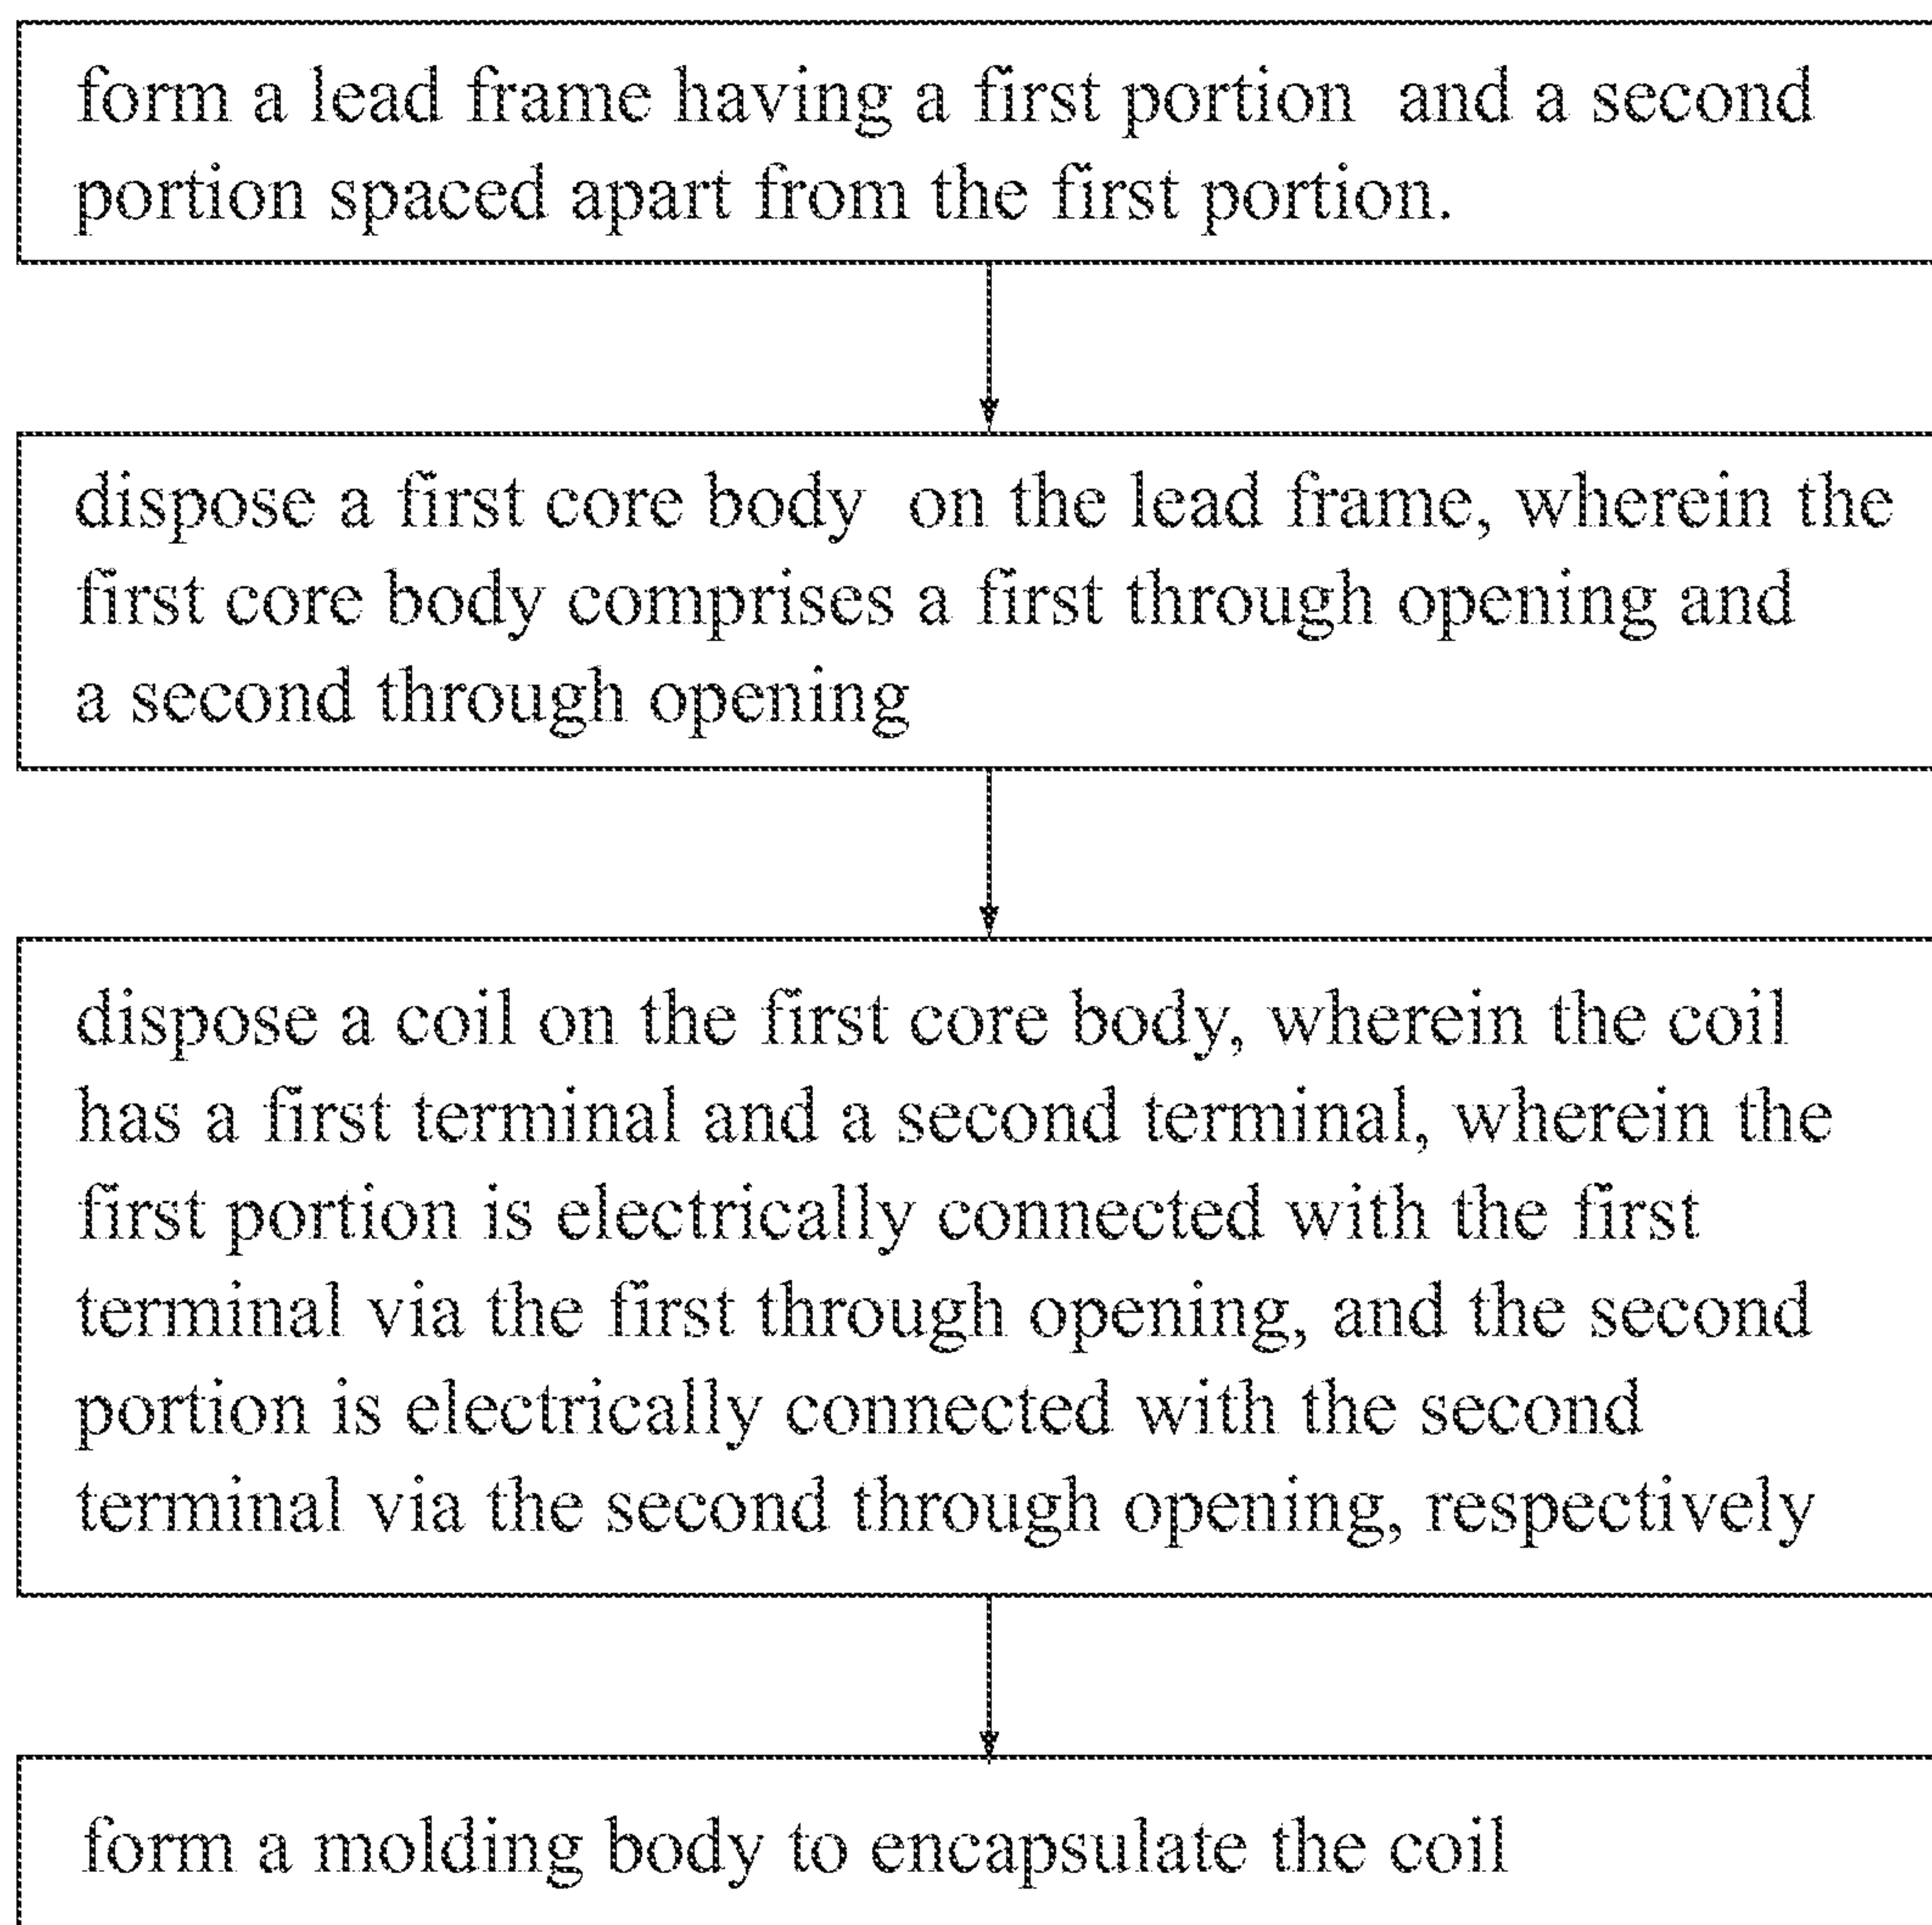 form a lead frame having a first portion and a second
portion spaced apart from the first portion.
dispose a first core body on the lead frame, wherein the
first core body comprises a first through opening and
a second through opening
dispose a coil on the first core body, wherein the coil
has a first terminal and a second terminal, wherein the
first portion is electrically connected with the first
terminal via the first through opening, and the second
portion is electrically connected with the second
terminal via the second through opening, respectively
form a molding body to encapsulate the coil